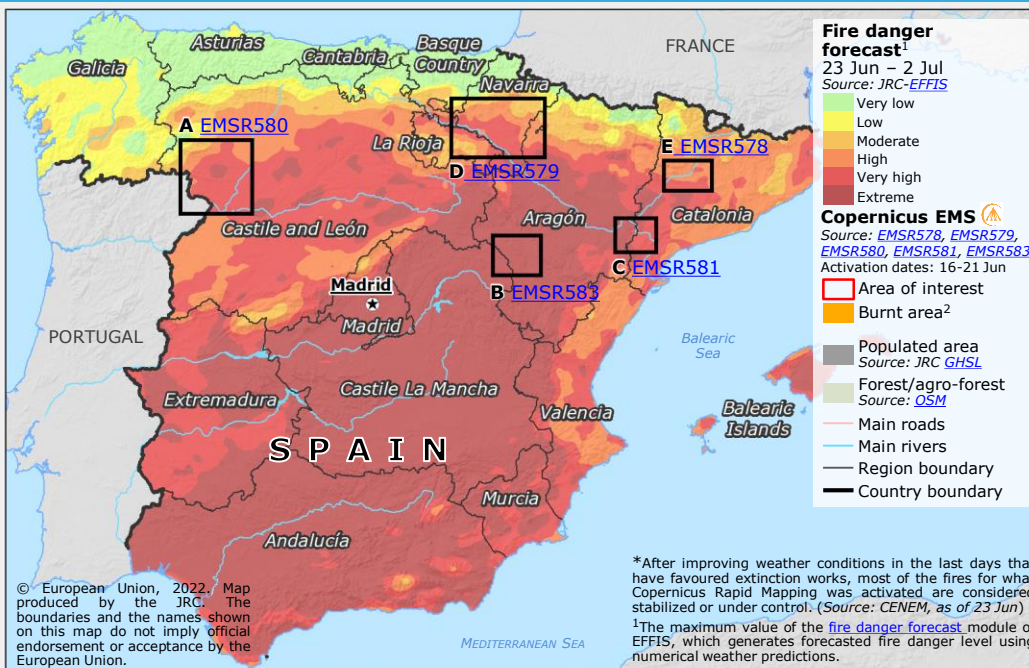 Asturias
Cantabria
Basque
Country
FRANCE
Galicia
Navarra
A EMSR580
La Rioja
E EMSR578
D EMSR579
Aragón
Catalonia
Castile and León
C EMSR581
Madrid
B EMSR583
Madrid
PORTUGAL
Balearic
Sea
Castile La Mancha
Extremadura
Valencia
Balearic
Islands
SPAIN
Murcia
Andalucía
MEDITERRANEAN SEA
© European Union, 2022. Map
produced by the JRC. The
boundaries and the names shown
on this map do not imply official
endorsement or acceptance by the
European Union.
Fire danger
forecast1
23 Jun – 2 Jul
Source: JRC-EFFIS
Very low
Low
Moderate
High
Very high
Extreme
Copernicus EMS
Source: EMSR578, EMSR579,
EMSR580, EMSR581, EMSR583
Activation dates: 16-21 Jun
Area of interest
Burnt area2
Populated area
Source: JRC GHSL
Forest/agro-forest
Source: OSM
Main roads
Main rivers
Region boundary
Country boundary
*After improving weather conditions in the last days tha
have favoured extinction works, most of the fires for wha
Copernicus Rapid Mapping was activated are considered
stabilized or under control. (Source: CENEM, as of 23 Jun)
1The maximum value of the fire danger forecast module o
EFFIS, which generates forecasted fire danger level using
numerical weather predictions.